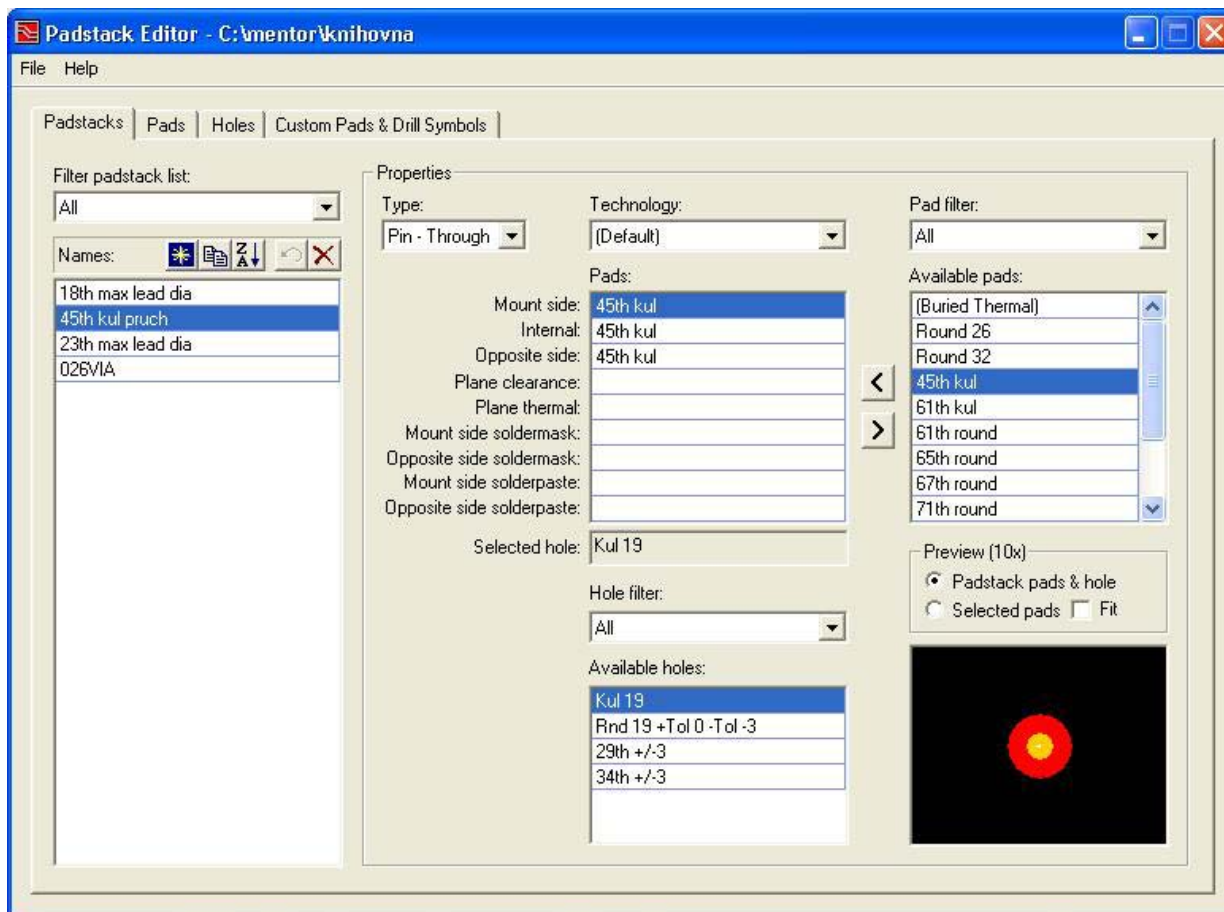 Padstack Editor - C:\mentor\knihovna
File Help
Padstacks Pads Holes Custom Pads & Drill Symbols
Filter padstack list:
All
Names:
18th max lead dia
45th kul pruch
23th max lead dia
026VIA
Properties
Type:
Pin - Through
Technology:
(Default)
Pads:
Mount side: 45th kul
Internal: 45th kul
Opposite side: 45th kul
Plane clearance:
Plane thermal:
Mount side soldermask:
Opposite side soldermask:
Mount side solderpaste:
Opposite side solderpaste:
Selected hole: Kul 19
Hole filter:
All
Available holes:
Kul 19
Rnd 19 +Tol 0 -Tol -3
29th +/-3
34th +/-3
Pad filter:
All
Available pads:
(Buried Thermal)
Round 26
Round 32
45th kul
61th kul
61th round
65th round
67th round
71th round
Preview (10x)
Padstack pads & hole
Selected pads Fit